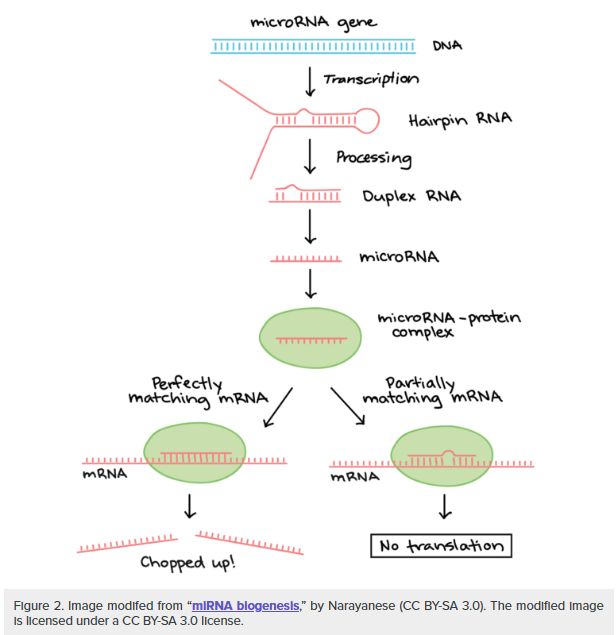 microRNA gene
DNA
Transcription
Hairpin RNA
Processing
Duplex RNA
microRNA
microRNA-protein
complex
Perfectly
matching mRNA
Partially
matching mRNA
mRNA
mRNA
Chopped up!
No translation
Figure 2. Image modifed from “miRNA biogenesis,” by Narayanese (CC BY-SA 3.0). The modified image
is licensed under a CC BY-SA 3.0 license.